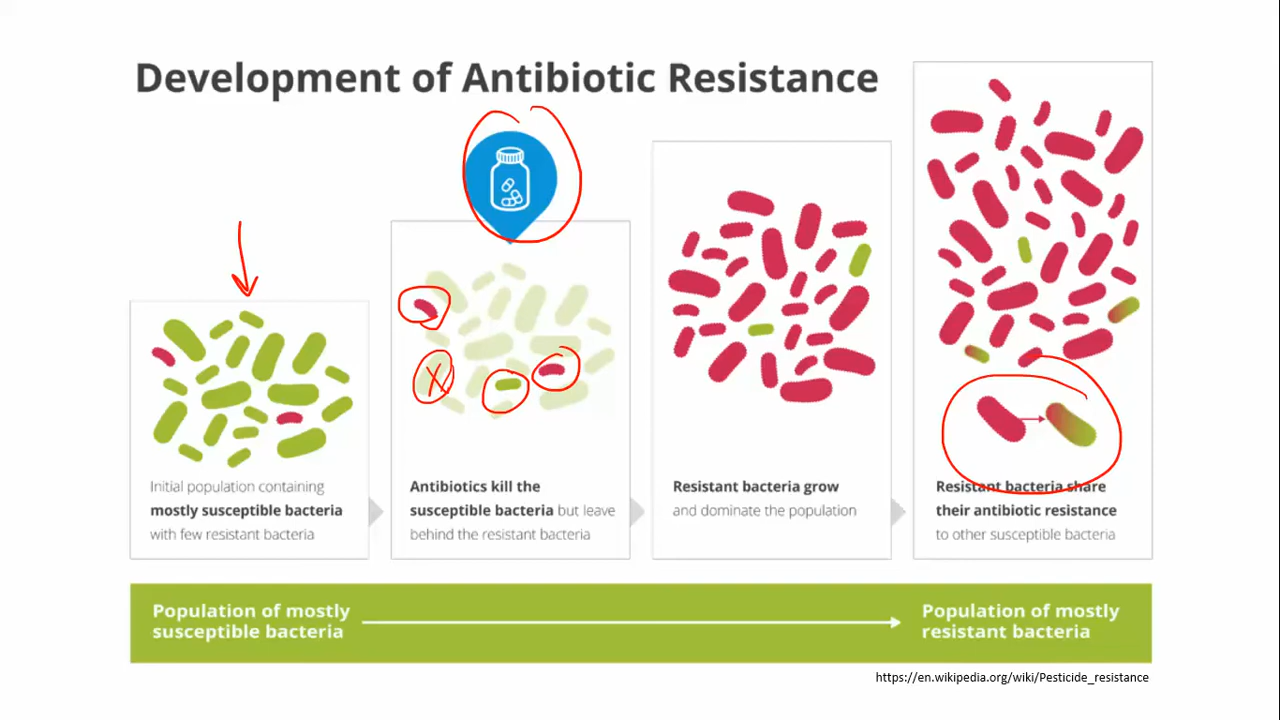 Development of Antibiotic Resistance
Initial population containing
mostly susceptible bacteria
with few resistant bacteria
Antibiotics kill the
susceptible bacteria but leave
behind the resistant bacteria
Resistant bacteria grow
and dominate the population
Resistant bacteria share
their antibiotic resistance
to other susceptible bacteria
Population of mostly
susceptible bacteria
Population of mostly
resistant bacteria
https://en.wikipedia.org/wiki/Pesticide_resistance